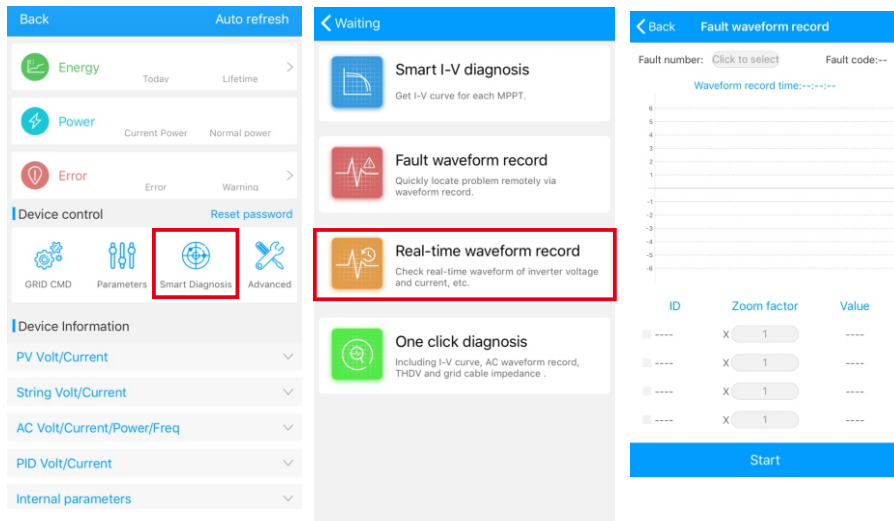 Back Auto refresh
Energy
Today Lifetime
Power
Current Power Normal power
Error
Error Warning
Device control Reset password
GRID CMD Parameters Smart Diagnosis Advanced
Device Information
PV Volt/Current
String Volt/Current
AC Volt/Current/Power/Freq
PID Volt/Current
Internal parameters
Waiting
Smart I-V diagnosis
Get I-V curve for each MPPT.
Fault waveform record
Quickly locate problem remotely via
waveform record.
Real-time waveform record
Check real-time waveform of inverter voltage
and current, etc.
One click diagnosis
Including I-V curve, AC waveform record,
THDV and grid cable impedance .
Back Fault waveform record
Fault number: Click to select Fault code:--
Waveform record time:--:--:--
6
5
4
3
2
1
-1
-2
-3
-4
-5
-6
ID Zoom factor Value
---- X 1 ----
---- X 1 ----
---- X 1 ----
---- X 1 ----
Start